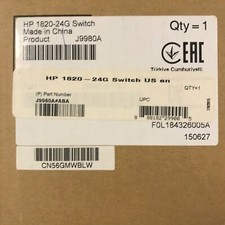 HP 1820-24G Switch
Made in China
Product J9980A
Qty=1
EAC
Türkiye Cumhuriyeti
HP 1820-24G Switch US en
(P) Part Number
J9980A#ABA
UPC
QTY=1
F0L184326005A
150627
CN56GMWBLW